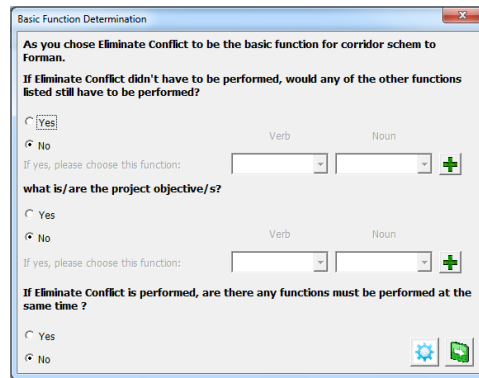 Basic Function Determination
As you chose Eliminate Conflict to be the basic function for corridor schem to
Forman.
If Eliminate Conflict didn't have to be performed, would any of the other functions
listed still have to be performed?
Yes
No
Verb Noun
If yes, please choose this function:
what is/are the project objective/s?
Yes
No
Verb Noun
If yes, please choose this function:
If Eliminate Conflict is performed, are there any functions must be performed at the
same time ?
Yes
No